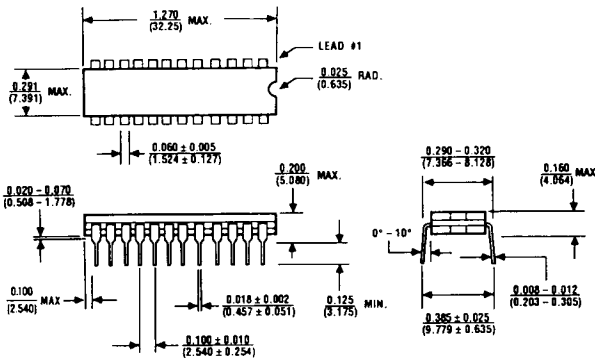 1.270
(32.25) MAX.
LEAD #1
0.291
(7.391) MAX.
0.025
(0.635) RAD.
0.060 ± 0.005
(1.524 ± 0.127)
0.200
(5.080) MAX.
0.290 – 0.320
(7.366 – 8.128)
0.160
(4.064) MAX
0.020 – 0.070
(0.508 – 1.778)
0° – 10°
0.100
(2.540) MAX
0.018 ± 0.002
(0.457 ± 0.051)
0.125
(3.175) MIN.
0.008 – 0.012
(0.203 – 0.305)
0.100 ± 0.010
(2.540 ± 0.254)
0.385 ± 0.025
(9.779 ± 0.635)